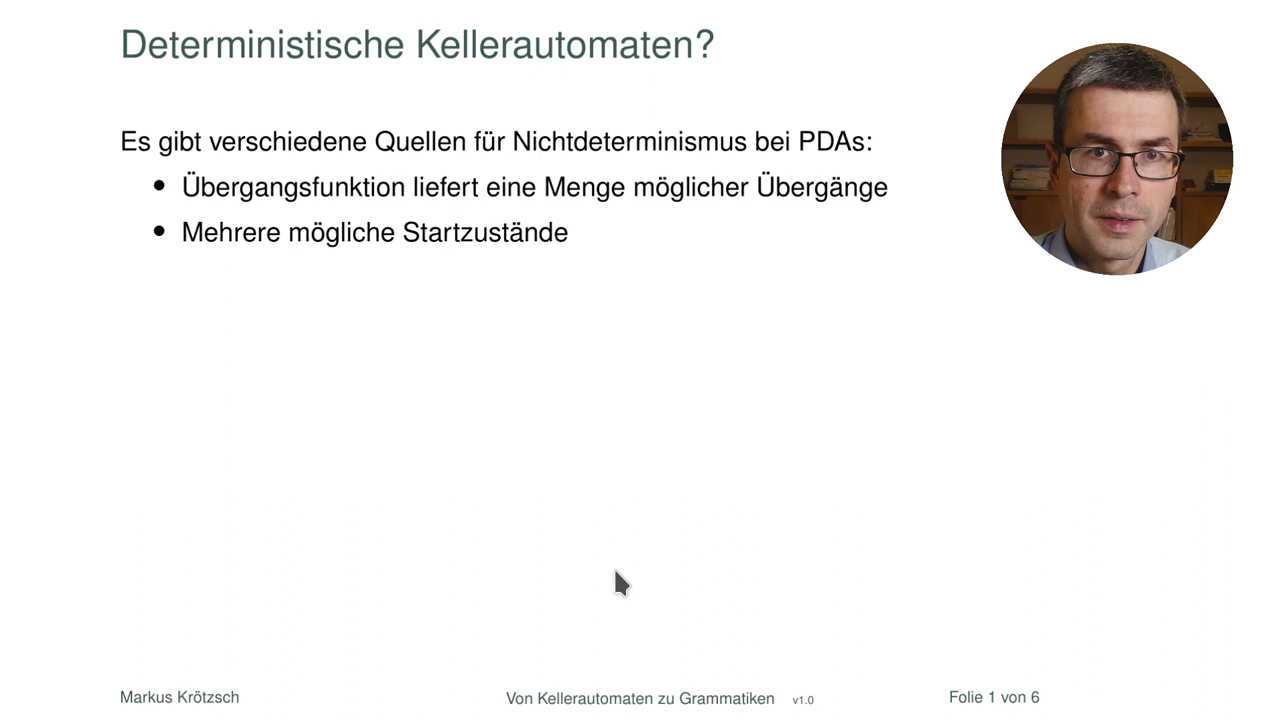 Deterministische Kellerautomaten?
Es gibt verschiedene Quellen für Nichtdeterminismus bei PDAs:
• Übergangsfunktion liefert eine Menge möglicher Übergänge
• Mehrere mögliche Startzustände
Markus Krötzsch Von Kellerautomaten zu Grammatiken v1.0 Folie 1 von 6